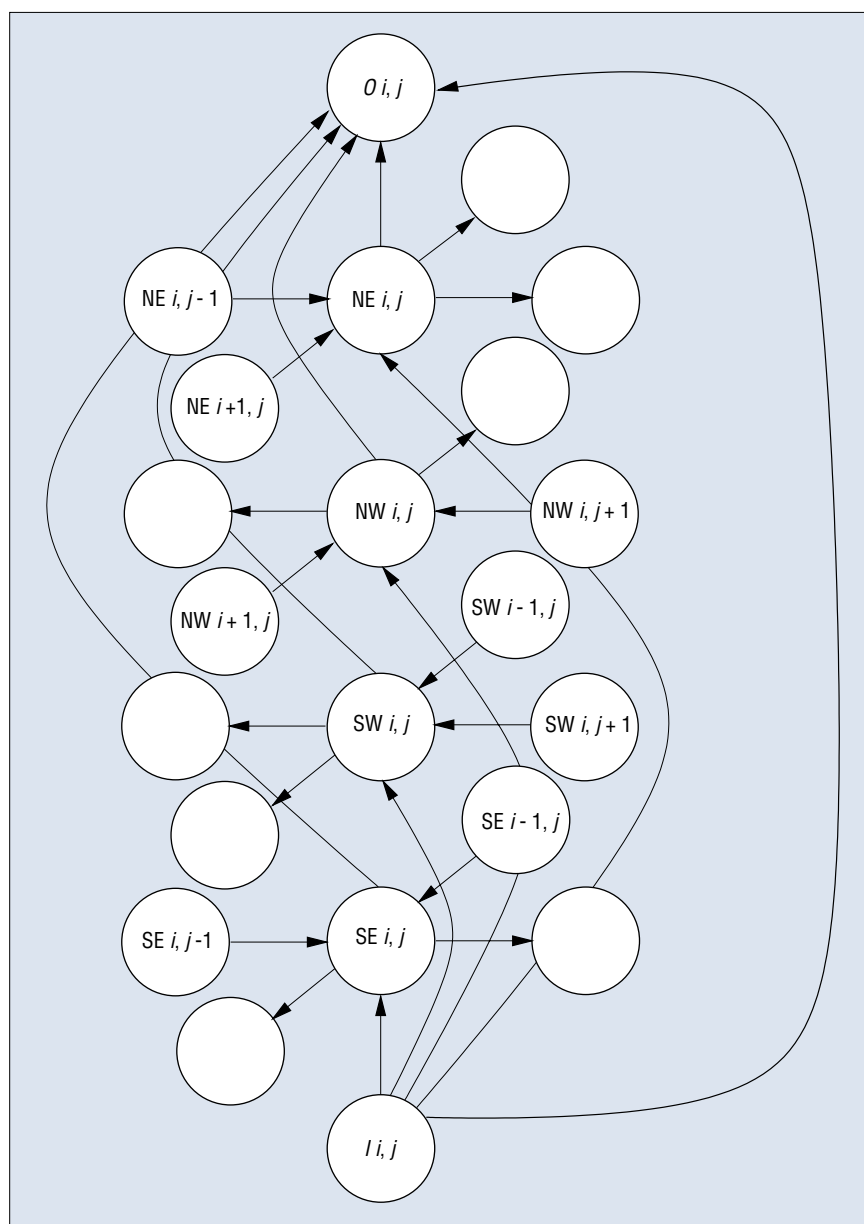 O i, j
NE i, j - 1
NE i, j
NE i +1, j
NW i, j
NW i, j + 1
NW i + 1, j
SW i - 1, j
SW i, j
SW i, j + 1
SE i - 1, j
SE i, j -1
SE i, j
I i, j